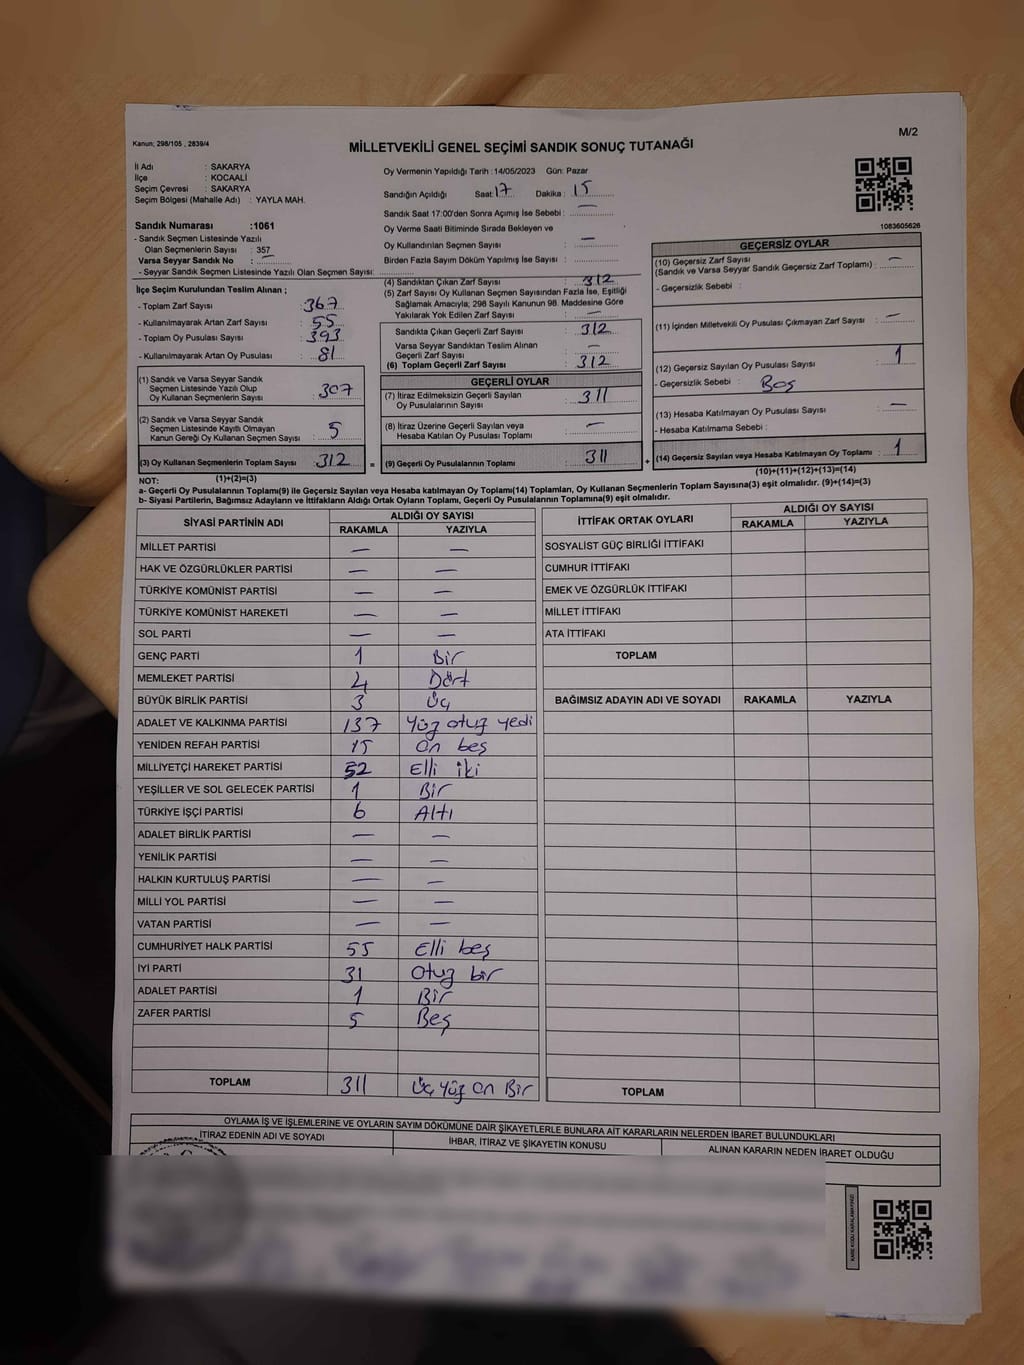 M/2
Kanun; 298/105 , 2839/4
MİLLETVEKİLİ GENEL SEÇİMİ SANDIK SONUÇ TUTANAĞI
İl Adı : SAKARYA
İlçe : KOCAALİ
Seçim Çevresi : SAKARYA
Seçim Bölgesi (Mahalle Adı) : YAYLA MAH.
Sandık Numarası :1061
- Sandık Seçmen Listesinde Yazılı
Olan Seçmenlerin Sayısı : 357
Varsa Seyyar Sandık No : —
- Seyyar Sandık Seçmen Listesinde Yazılı Olan Seçmen Sayısı:
Oy Vermenin Yapıldığı Tarih :14/05/2023 Gün: Pazar
Sandığın Açıldığı Saat: 17 Dakika : 15
Sandık Saat 17:00'den Sonra Açımış İse Sebebi : —
Oy Verme Saati Bitiminde Sırada Bekleyen ve
Oy Kullandırılan Seçmen Sayısı : —
Birden Fazla Sayım Döküm Yapılmış İse Sayısı :
1083605626
İlçe Seçim Kurulundan Teslim Alınan ;
- Toplam Zarf Sayısı : 367
- Kullanılmayarak Artan Zarf Sayısı : 55
- Toplam Oy Pusulası Sayısı : 393
- Kullanılmayarak Artan Oy Pusulası : 81
(1) Sandık ve Varsa Seyyar Sandık
Seçmen Listesinde Yazılı Olup
Oy Kullanan Seçmenlerin Sayısı : 307
(2) Sandık ve Varsa Seyyar Sandık
Seçmen Listesinde Kayıtlı Olmayan
Kanun Gereği Oy Kullanan Seçmen Sayısı : 5
(3) Oy Kullanan Seçmenlerin Toplam Sayısı 312 =
(4) Sandıktan Çıkan Zarf Sayısı : 312
(5) Zarf Sayısı Oy Kullanan Seçmen Sayısından Fazla İse, Eşitliği
Sağlamak Amacıyla; 298 Sayılı Kanunun 98. Maddesine Göre
Yakılarak Yok Edilen Zarf Sayısı : —
Sandıkta Çıkan Geçerli Zarf Sayısı : 312
Varsa Seyyar Sandıktan Teslim Alınan
Geçerli Zarf Sayısı : —
(6) Toplam Geçerli Zarf Sayısı : 312
GEÇERLİ OYLAR
(7) İtiraz Edilmeksizin Geçerli Sayılan
Oy Pusulalarının Sayısı : 311
(8) İtiraz Üzerine Geçerli Sayılan veya
Hesaba Katılan Oy Pusulası Toplamı : —
(9) Geçerli Oy Pusulalarının Toplamı : 311 +
GEÇERSİZ OYLAR
(10) Geçersiz Zarf Sayısı
(Sandık ve Varsa Seyyar Sandık Geçersiz Zarf Toplamı) : —
- Geçersizlik Sebebi :
(11) İçinden Milletvekili Oy Pusulası Çıkmayan Zarf Sayısı : —
(12) Geçersiz Sayılan Oy Pusulası Sayısı : 1
- Geçersizlik Sebebi : Boş
(13) Hesaba Katılmayan Oy Pusulası Sayısı : —
- Hesaba Katılmama Sebebi :
(14) Geçersiz Sayılan veya Hesaba Katılmayan Oy Toplamı : 1
NOT: (1)+(2)=(3)
(10)+(11)+(12)+(13)=(14)
a- Geçerli Oy Pusulalarının Toplamı(9) ile Geçersiz Sayılan veya Hesaba katılmayan Oy Toplamı(14) Toplamları, Oy Kullanan Seçmenlerin Toplam Sayısına(3) eşit olmalıdır. (9)+(14)=(3)
b- Siyasi Partilerin, Bağımsız Adayların ve İttifakların Aldığı Ortak Oyların Toplamı, Geçerli Oy Pusulalarının Toplamına(9) eşit olmalıdır.
SİYASİ PARTİNİN ADI ALDIĞI OY SAYISI
RAKAMLA YAZIYLA
MİLLET PARTİSİ — —
HAK VE ÖZGÜRLÜKLER PARTİSİ — —
TÜRKİYE KOMÜNİST PARTİSİ — —
TÜRKİYE KOMÜNİST HAREKETİ — —
SOL PARTİ — —
GENÇ PARTİ 1 Bir
MEMLEKET PARTİSİ 4 Dört
BÜYÜK BİRLİK PARTİSİ 3 Üç
ADALET VE KALKINMA PARTİSİ 137 Yüz otuz yedi
YENİDEN REFAH PARTİSİ 15 On beş
MİLLİYETÇİ HAREKET PARTİSİ 52 Elli iki
YEŞİLLER VE SOL GELECEK PARTİSİ 1 Bir
TÜRKİYE İŞÇİ PARTİSİ 6 Altı
ADALET BİRLİK PARTİSİ — —
YENİLİK PARTİSİ — —
HALKIN KURTULUŞ PARTİSİ — —
MİLLİ YOL PARTİSİ — —
VATAN PARTİSİ — —
CUMHURİYET HALK PARTİSİ 55 Elli beş
İYİ PARTİ 31 Otuz bir
ADALET PARTİSİ 1 Bir
ZAFER PARTİSİ 5 Beş
TOPLAM 311 Üç Yüz On Bir
İTTİFAK ORTAK OYLARI ALDIĞI OY SAYISI
RAKAMLA YAZIYLA
SOSYALİST GÜÇ BİRLİĞİ İTTİFAKI
CUMHUR İTTİFAKI
EMEK VE ÖZGÜRLÜK İTTİFAKI
MİLLET İTTİFAKI
ATA İTTİFAKI
TOPLAM
BAĞIMSIZ ADAYIN ADI VE SOYADI RAKAMLA YAZIYLA
TOPLAM
OYLAMA İŞ VE İŞLEMLERİNE VE OYLARIN SAYIM DÖKÜMÜNE DAİR ŞİKAYETLERLE BUNLARA AİT KARARLARIN NELERDEN İBARET BULUNDUKLARI
İTİRAZ EDENİN ADI VE SOYADI İHBAR, İTİRAZ VE ŞİKAYETİN KONUSU ALINAN KARARIN NEDEN İBARET OLDUĞU
KARE KODU KARALAMAYINIZ!